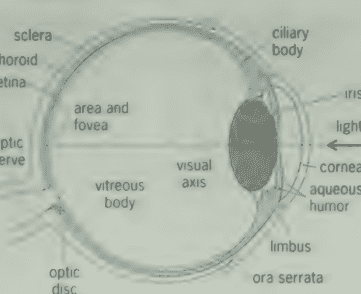 sclera
horoid
etina
ptic
erve
area and
fovea
vitreous
body
visual
axis
optic
disc
ciliary
body
iris
light
cornea
aqueous
humor
limbus
ora serrata